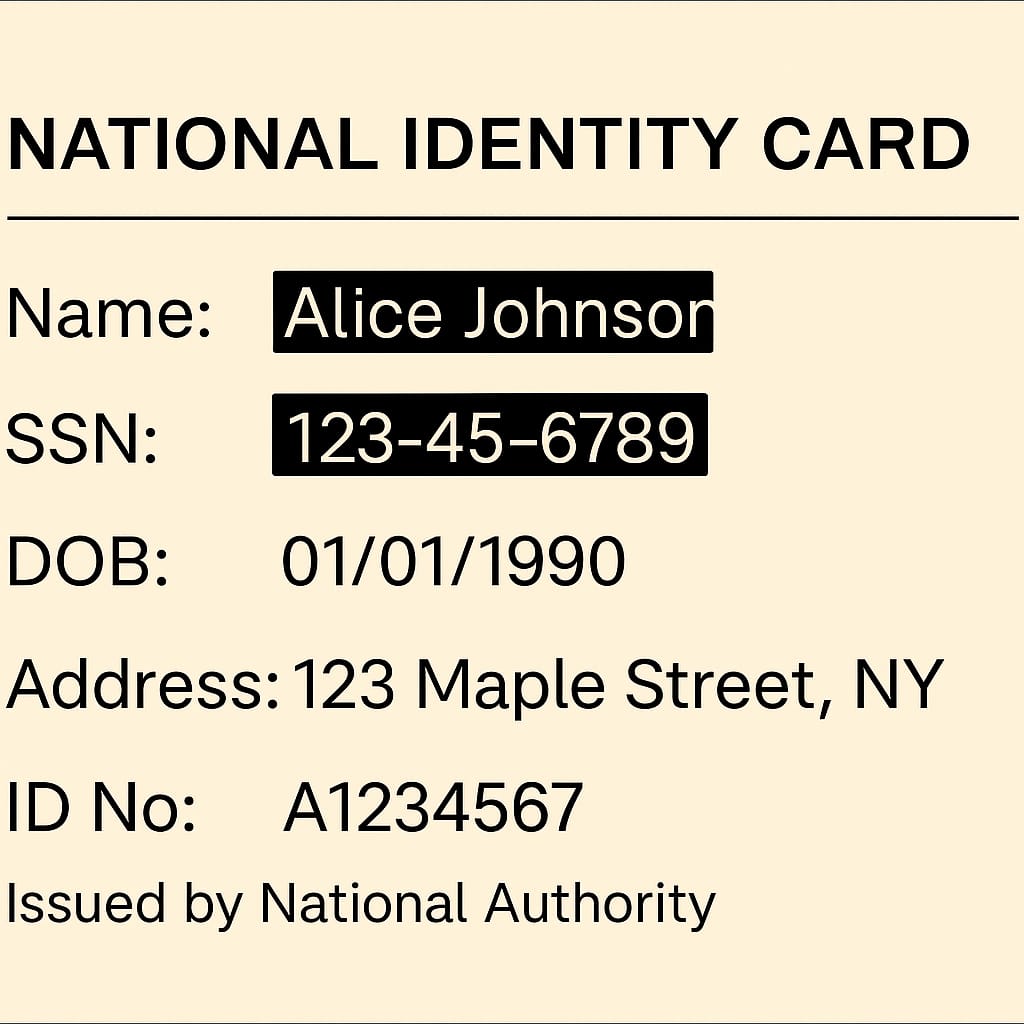 NATIONAL IDENTITY CARD
Name: Alice Johnson
SSN: 123-45-6789
DOB: 01/01/1990
Address: 123 Maple Street, NY
ID No: A1234567
Issued by National Authority